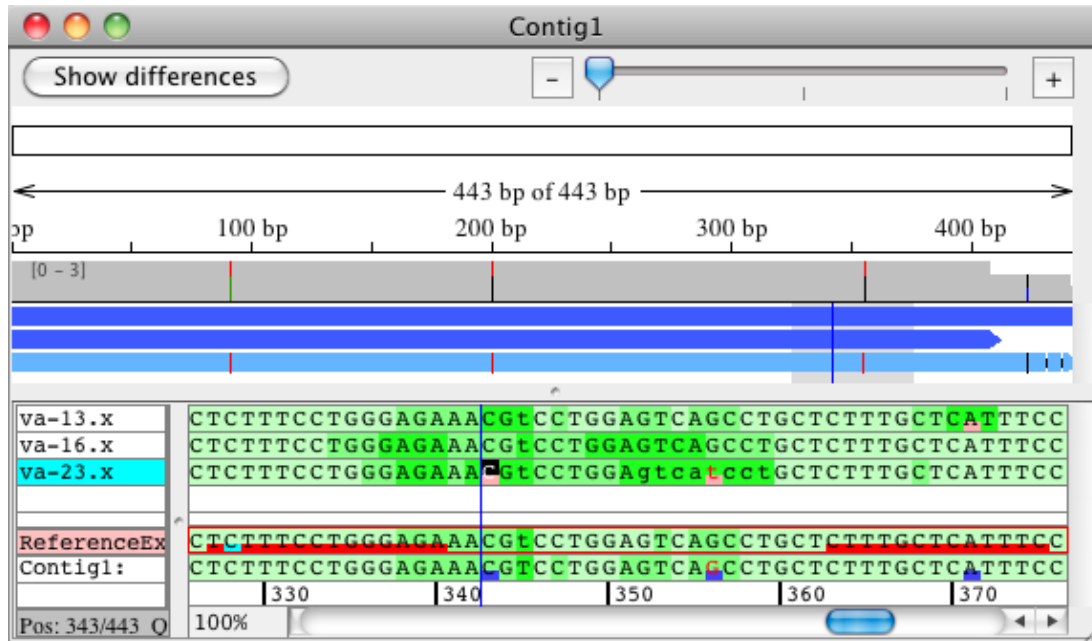 Contig1
Show differences
- +
443 bp of 443 bp
bp 100 bp 200 bp 300 bp 400 bp
[0 - 3]
va-13.x CTCTTTCCTGGGAGAAACGtCCTGGAGTCAGCCTGCTCTTTGCTCATTTCC
va-16.x CTCTTTCCTGGGAGAAACGtCCTGGAGTCAGCCTGCTCTTTGCTCATTTCC
va-23.x CTCTTTCCTGGGAGAAACGtCCTGGAgtcatcctGCTCTTTGCTCATTTCC
ReferenceEx CTCTTTCCTGGGAGAAACGtCCTGGAGTCAGCCTGCTCTTTGCTCATTTCC
Contig1: CTCTTTCCTGGGAGAAACGTCCTGGAGTCAGCCTGCTCTTTGCTCATTTCC
330 340 350 360 370
Pos: 343/443 Q 100%